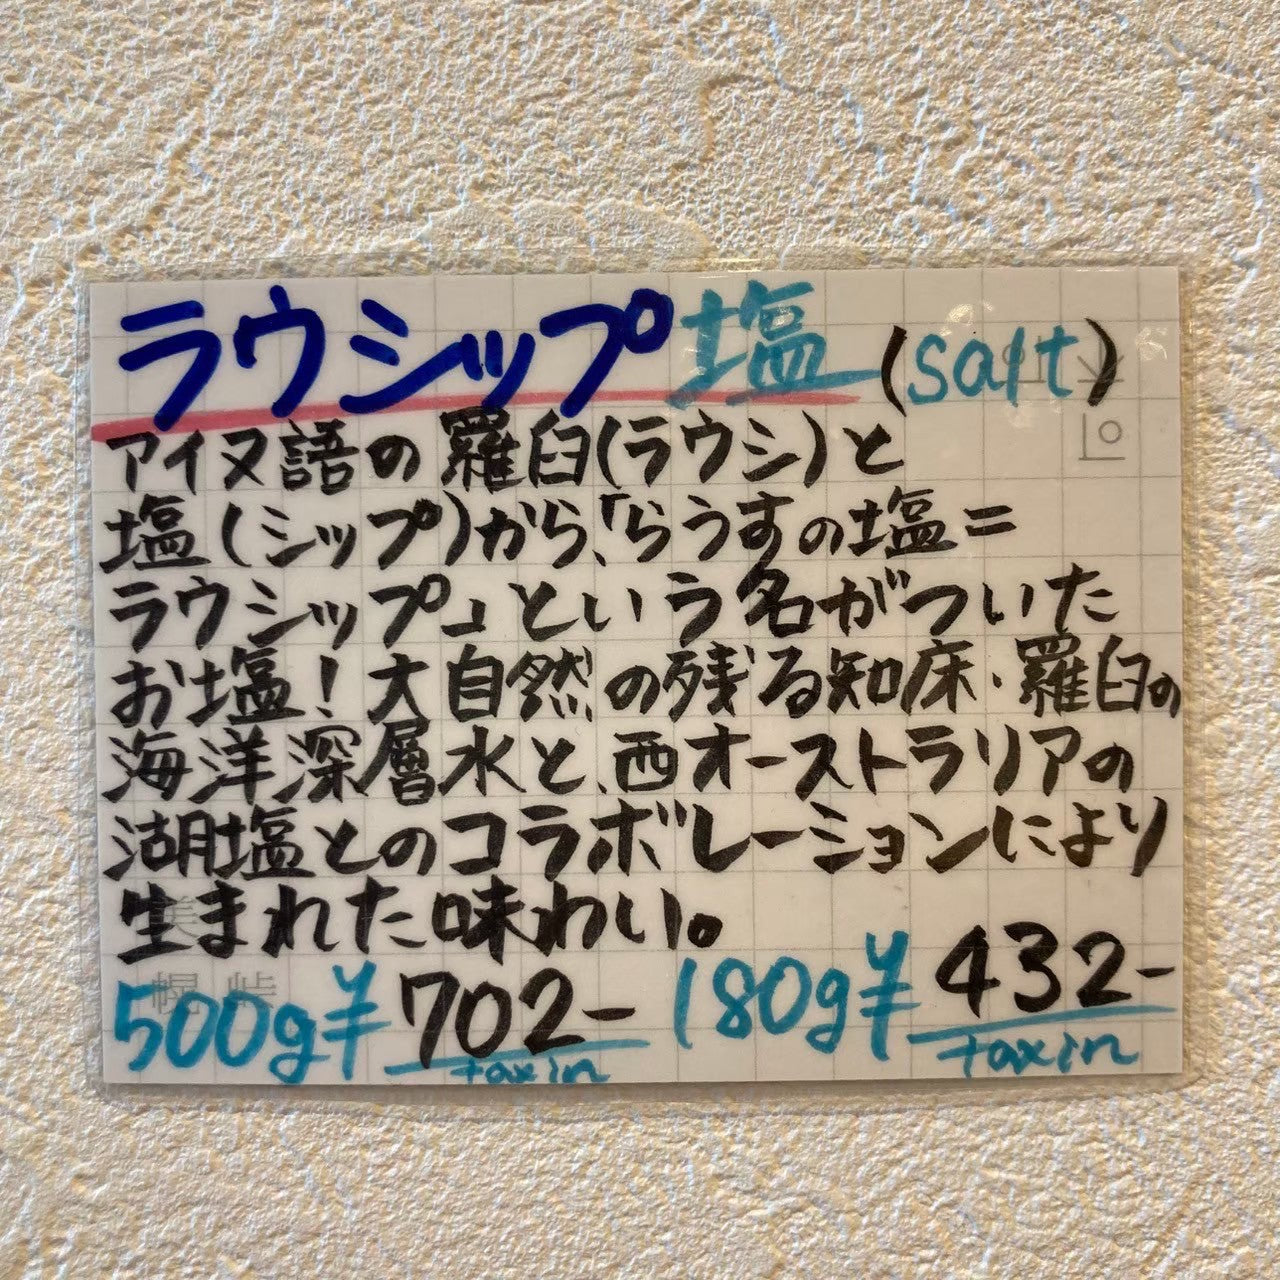 ラウシップ塩(salt)
アイヌ語の羅臼(ラウシ)と
塩(シップ)から、「らうすの塩=
ラウシップ」という名がついた
お塩!大自然の残る知床・羅臼の
海洋深層水と、西オーストラリアの
湖塩とのコラボレーションにより
生まれた味わい。
500g¥702- 180g¥432-
taxin taxin